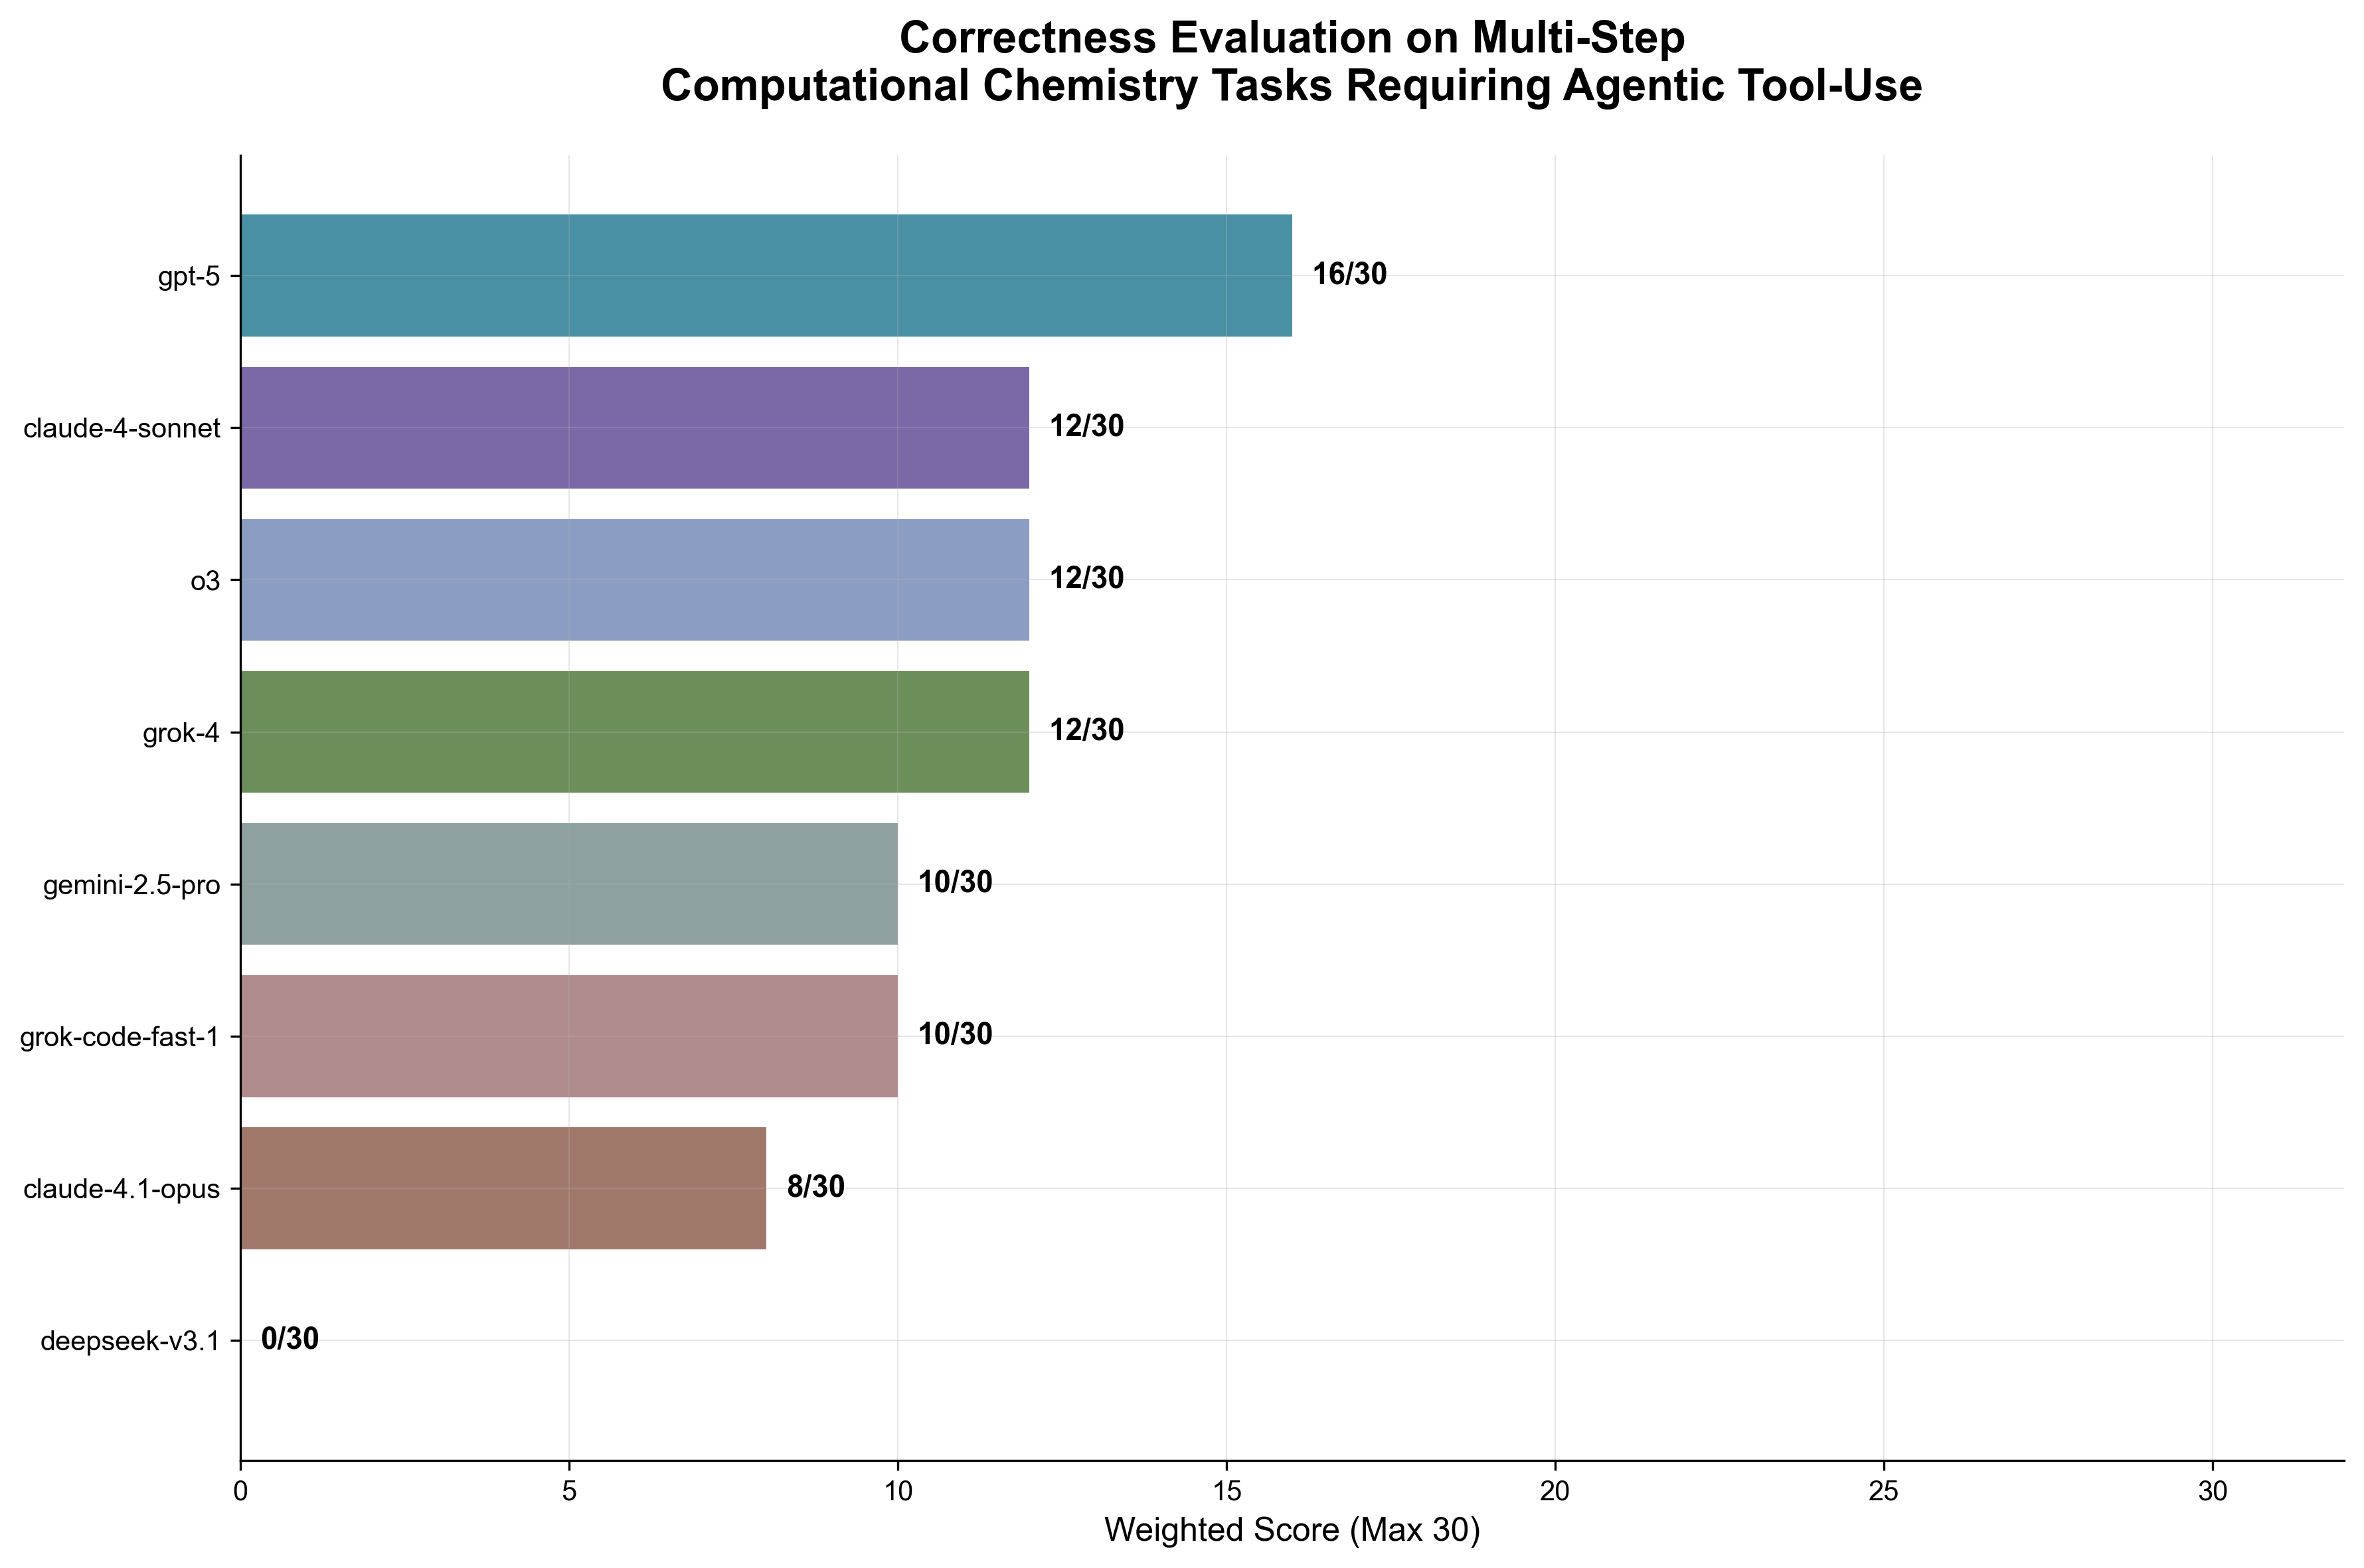 Correctness Evaluation on Multi-Step
Computational Chemistry Tasks Requiring Agentic Tool-Use
gpt-5
16/30
claude-4-sonnet
12/30
o3
12/30
grok-4
12/30
gemini-2.5-pro
10/30
grok-code-fast-1
10/30
claude-4.1-opus
8/30
deepseek-v3.1
0/30
0 5 10 15 20 25 30
Weighted Score (Max 30)